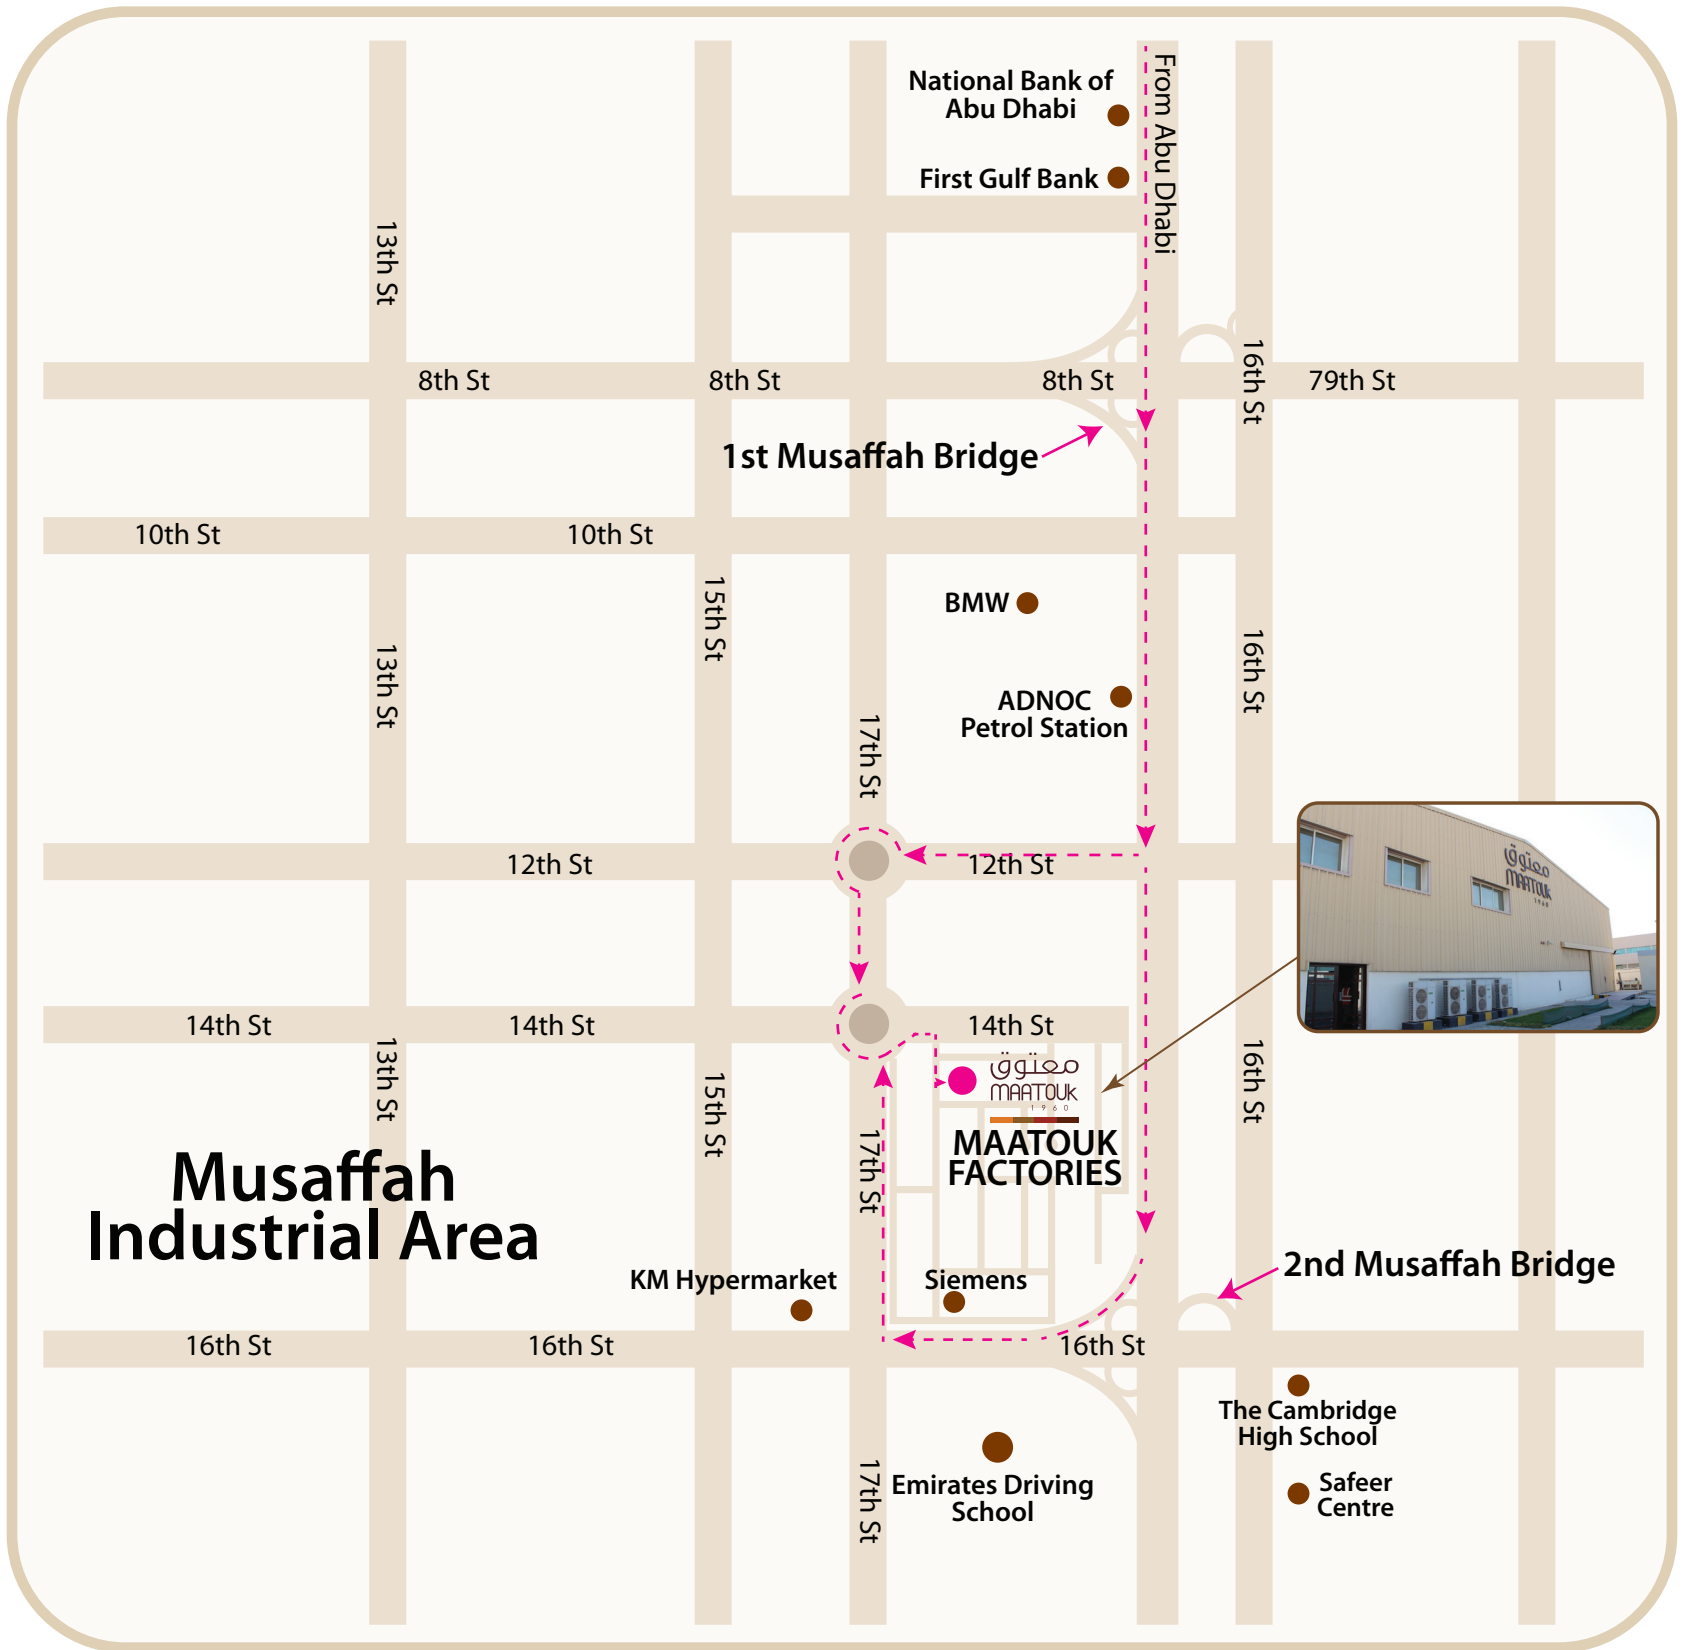 National Bank of
Abu Dhabi
From Abu Dhabi
First Gulf Bank
13th St
8th St
8th St
8th St
16th St
79th St
1st Musaffah Bridge
10th St
10th St
15th St
BMW
13th St
16th St
ADNOC
Petrol Station
17th St
معتوق
MAATOUK
1960
12th St
12th St
14th St
14th St
14th St
13th St
15th St
16th St
معتوق
MAATOUK
1960
MAATOUK
FACTORIES
17th St
Musaffah
Industrial Area
KM Hypermarket
Siemens
2nd Musaffah Bridge
16th St
16th St
16th St
The Cambridge
High School
17th St
Emirates Driving
School
Safeer
Centre